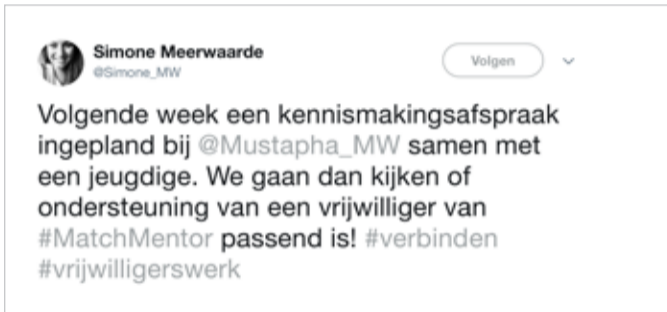 Simone Meerwaarde
@Simone_MW
Volgen
Volgende week een kennismakingsafspraak
ingepland bij @Mustapha_MW samen met
een jeugdige. We gaan dan kijken of
ondersteuning van een vrijwilliger van
#MatchMentor passend is! #verbinden
#vrijwilligerswerk